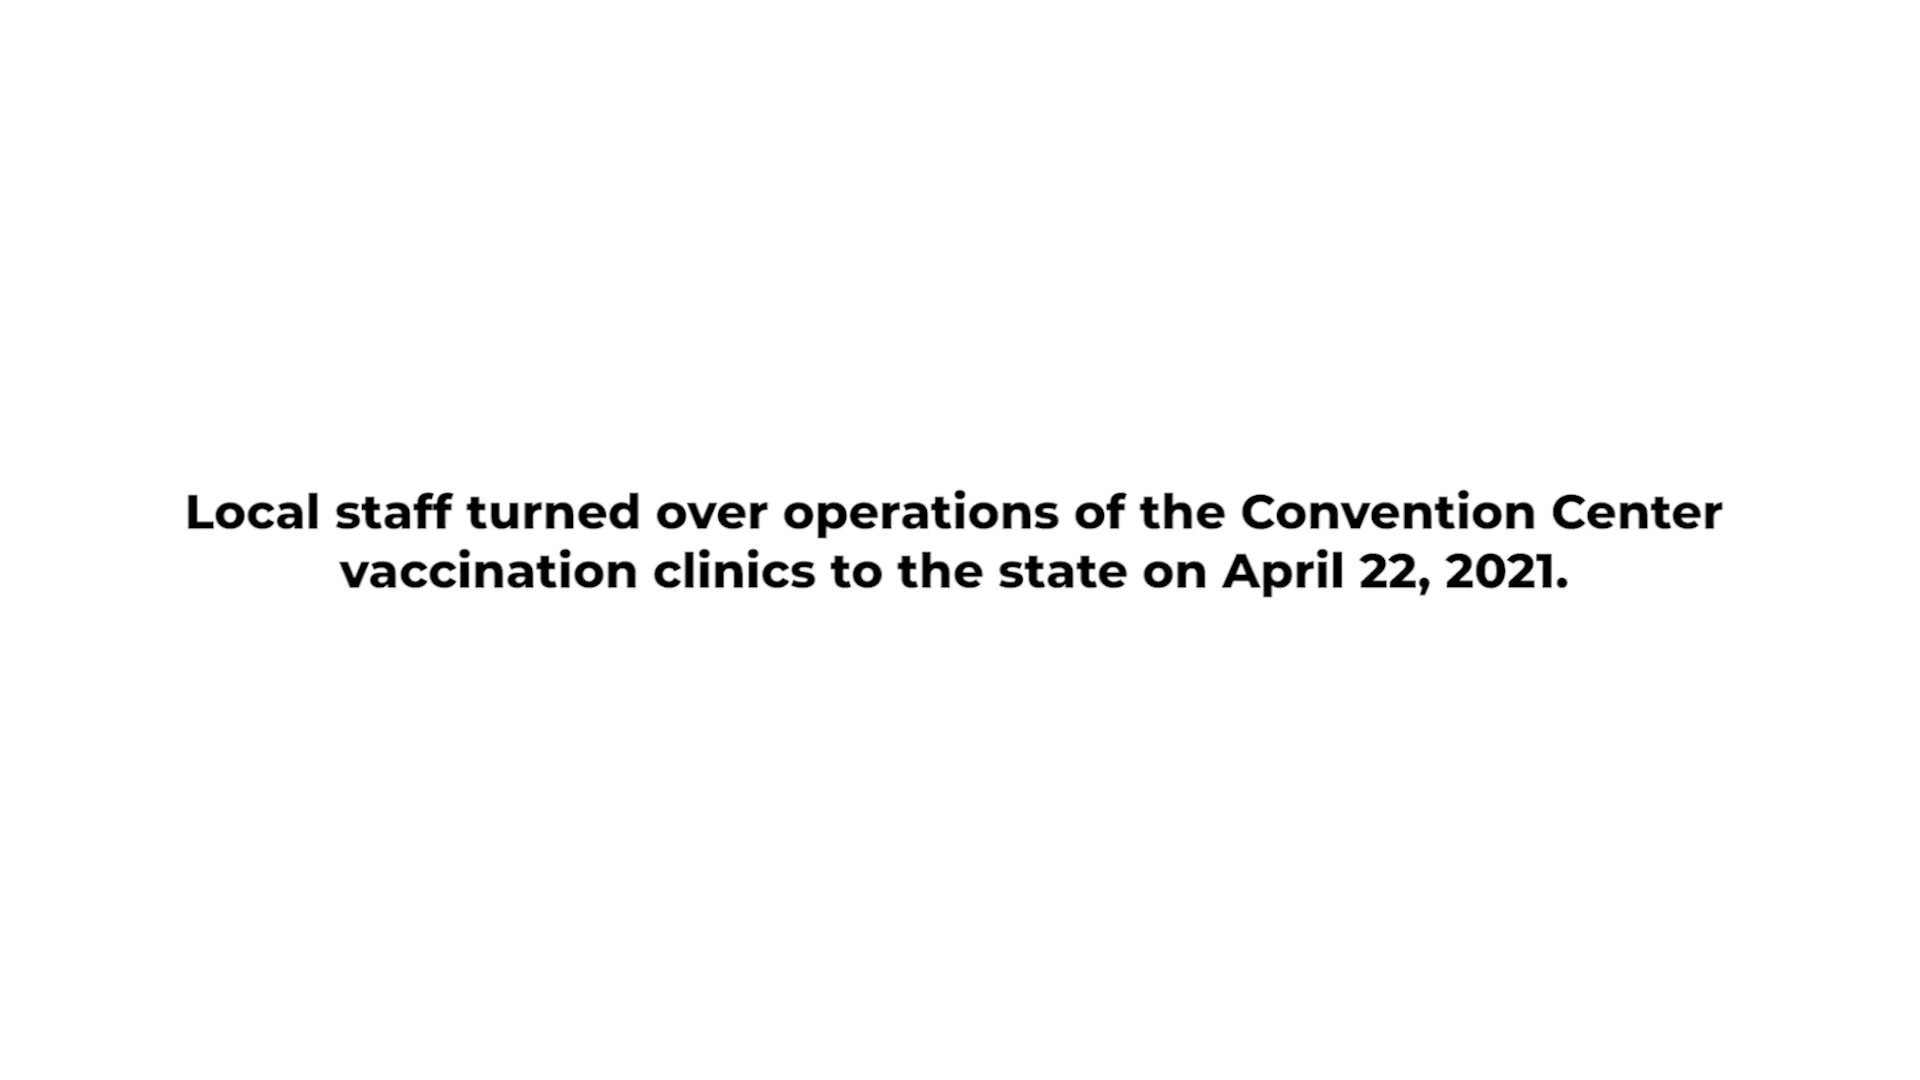 Local staff turned over operations of the Convention Center
vaccination clinics to the state on April 22, 2021.